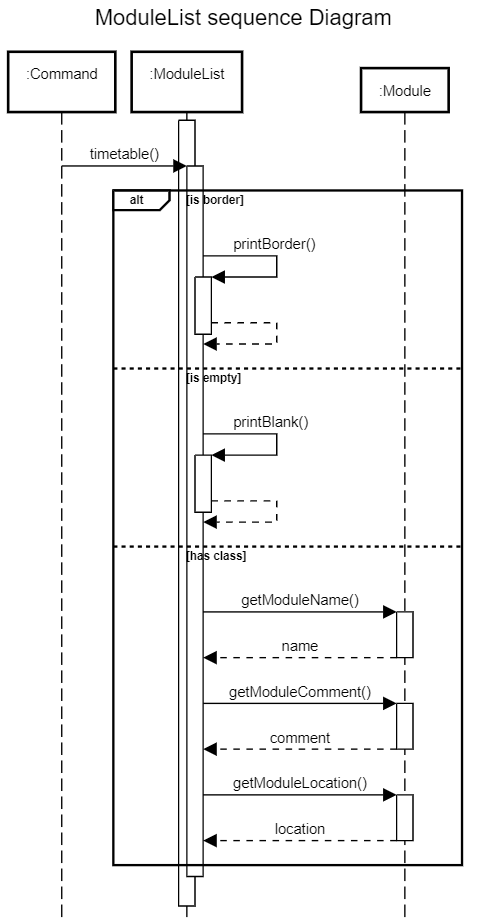 ModuleList sequence Diagram
:Command
:ModuleList
:Module
timetable()
alt
[is border]
printBorder()
[is empty]
printBlank()
[has class]
getModuleName()
name
getModuleComment()
comment
getModuleLocation()
location